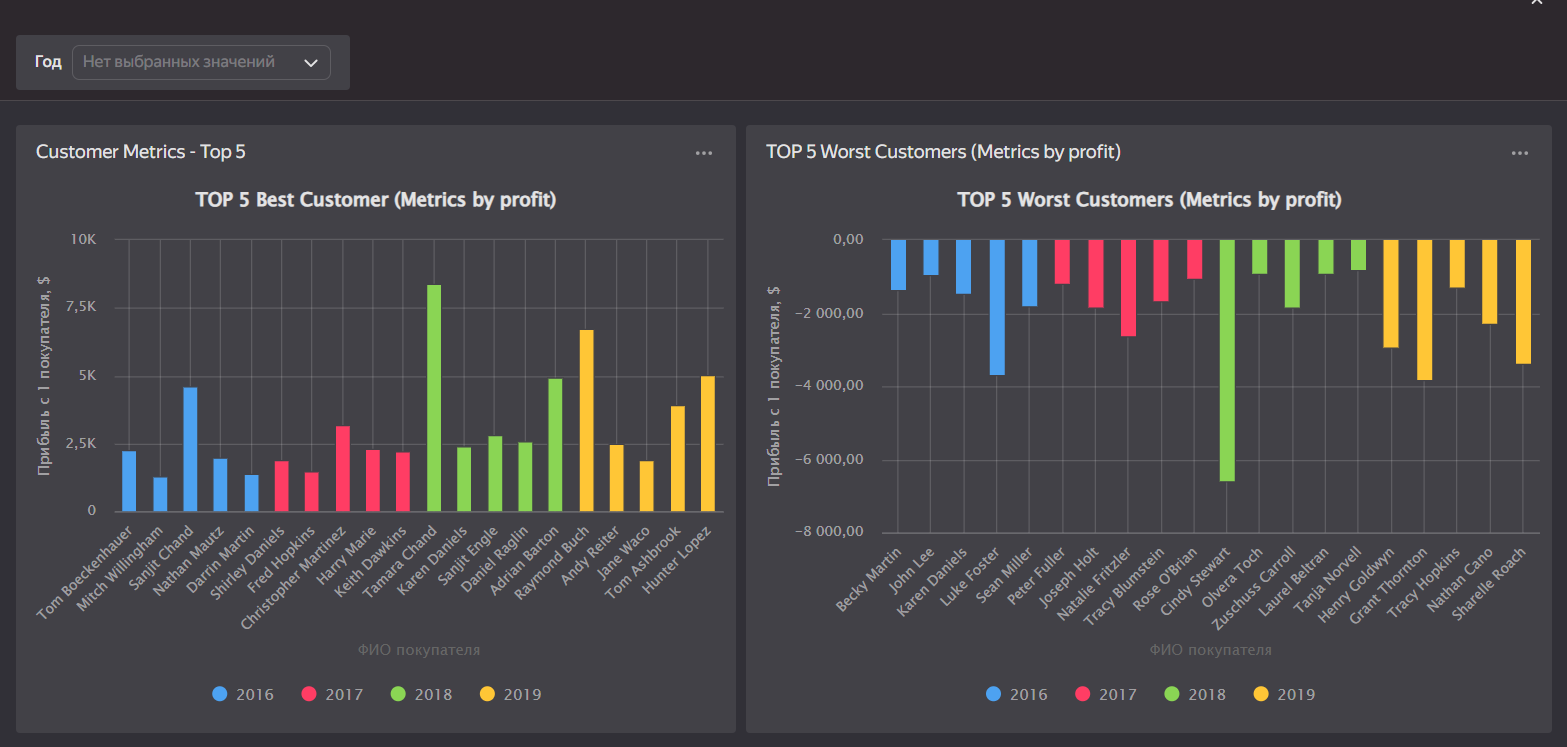 Год
Нет выбранных значений
Customer Metrics - Top 5
TOP 5 Best Customer (Metrics by profit)
Прибыль с 1 покупателя, $
10K
7,5K
5K
2,5K
0
Tom Boeckenhauer
Mitch Willingham
Sanjit Chand
Nathan Mautz
Darrin Martin
Shirley Daniels
Fred Hopkins
Christopher Martinez
Harry Marie
Keith Dawkins
Tamara Chand
Karen Daniels
Sanjit Engle
Daniel Raglin
Adrian Barton
Raymond Buch
Andy Reiter
Jane Waco
Tom Ashbrook
Hunter Lopez
ФИО покупателя
2016 2017 2018 2019
TOP 5 Worst Customers (Metrics by profit)
TOP 5 Worst Customers (Metrics by profit)
Прибыль с 1 покупателя, $
0,00
−2 000,00
−4 000,00
−6 000,00
−8 000,00
Becky Martin
John Lee
Karen Daniels
Luke Foster
Sean Miller
Peter Fuller
Joseph Holt
Natalie Fritzler
Tracy Blumstein
Rose O'Brian
Cindy Stewart
Olvera Toch
Zuschuss Carroll
Laurel Beltran
Tanja Norvell
Henry Goldwyn
Grant Thornton
Tracy Hopkins
Nathan Cano
Sharelle Roach
ФИО покупателя
2016 2017 2018 2019